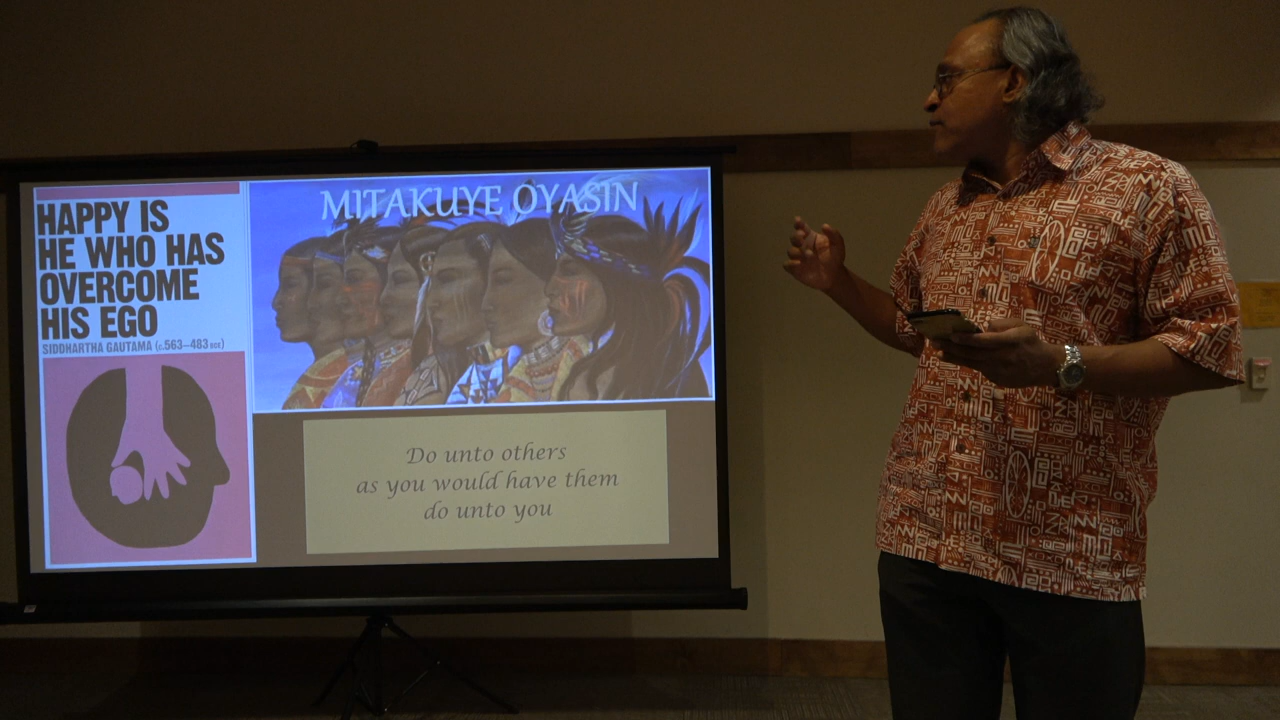 HAPPY IS
HE WHO HAS
OVERCOME
HIS EGO
SIDDHARTHA GAUTAMA (c.563–483 BCE)
MITAKUYE OYASIN
Do unto others
as you would have them
do unto you